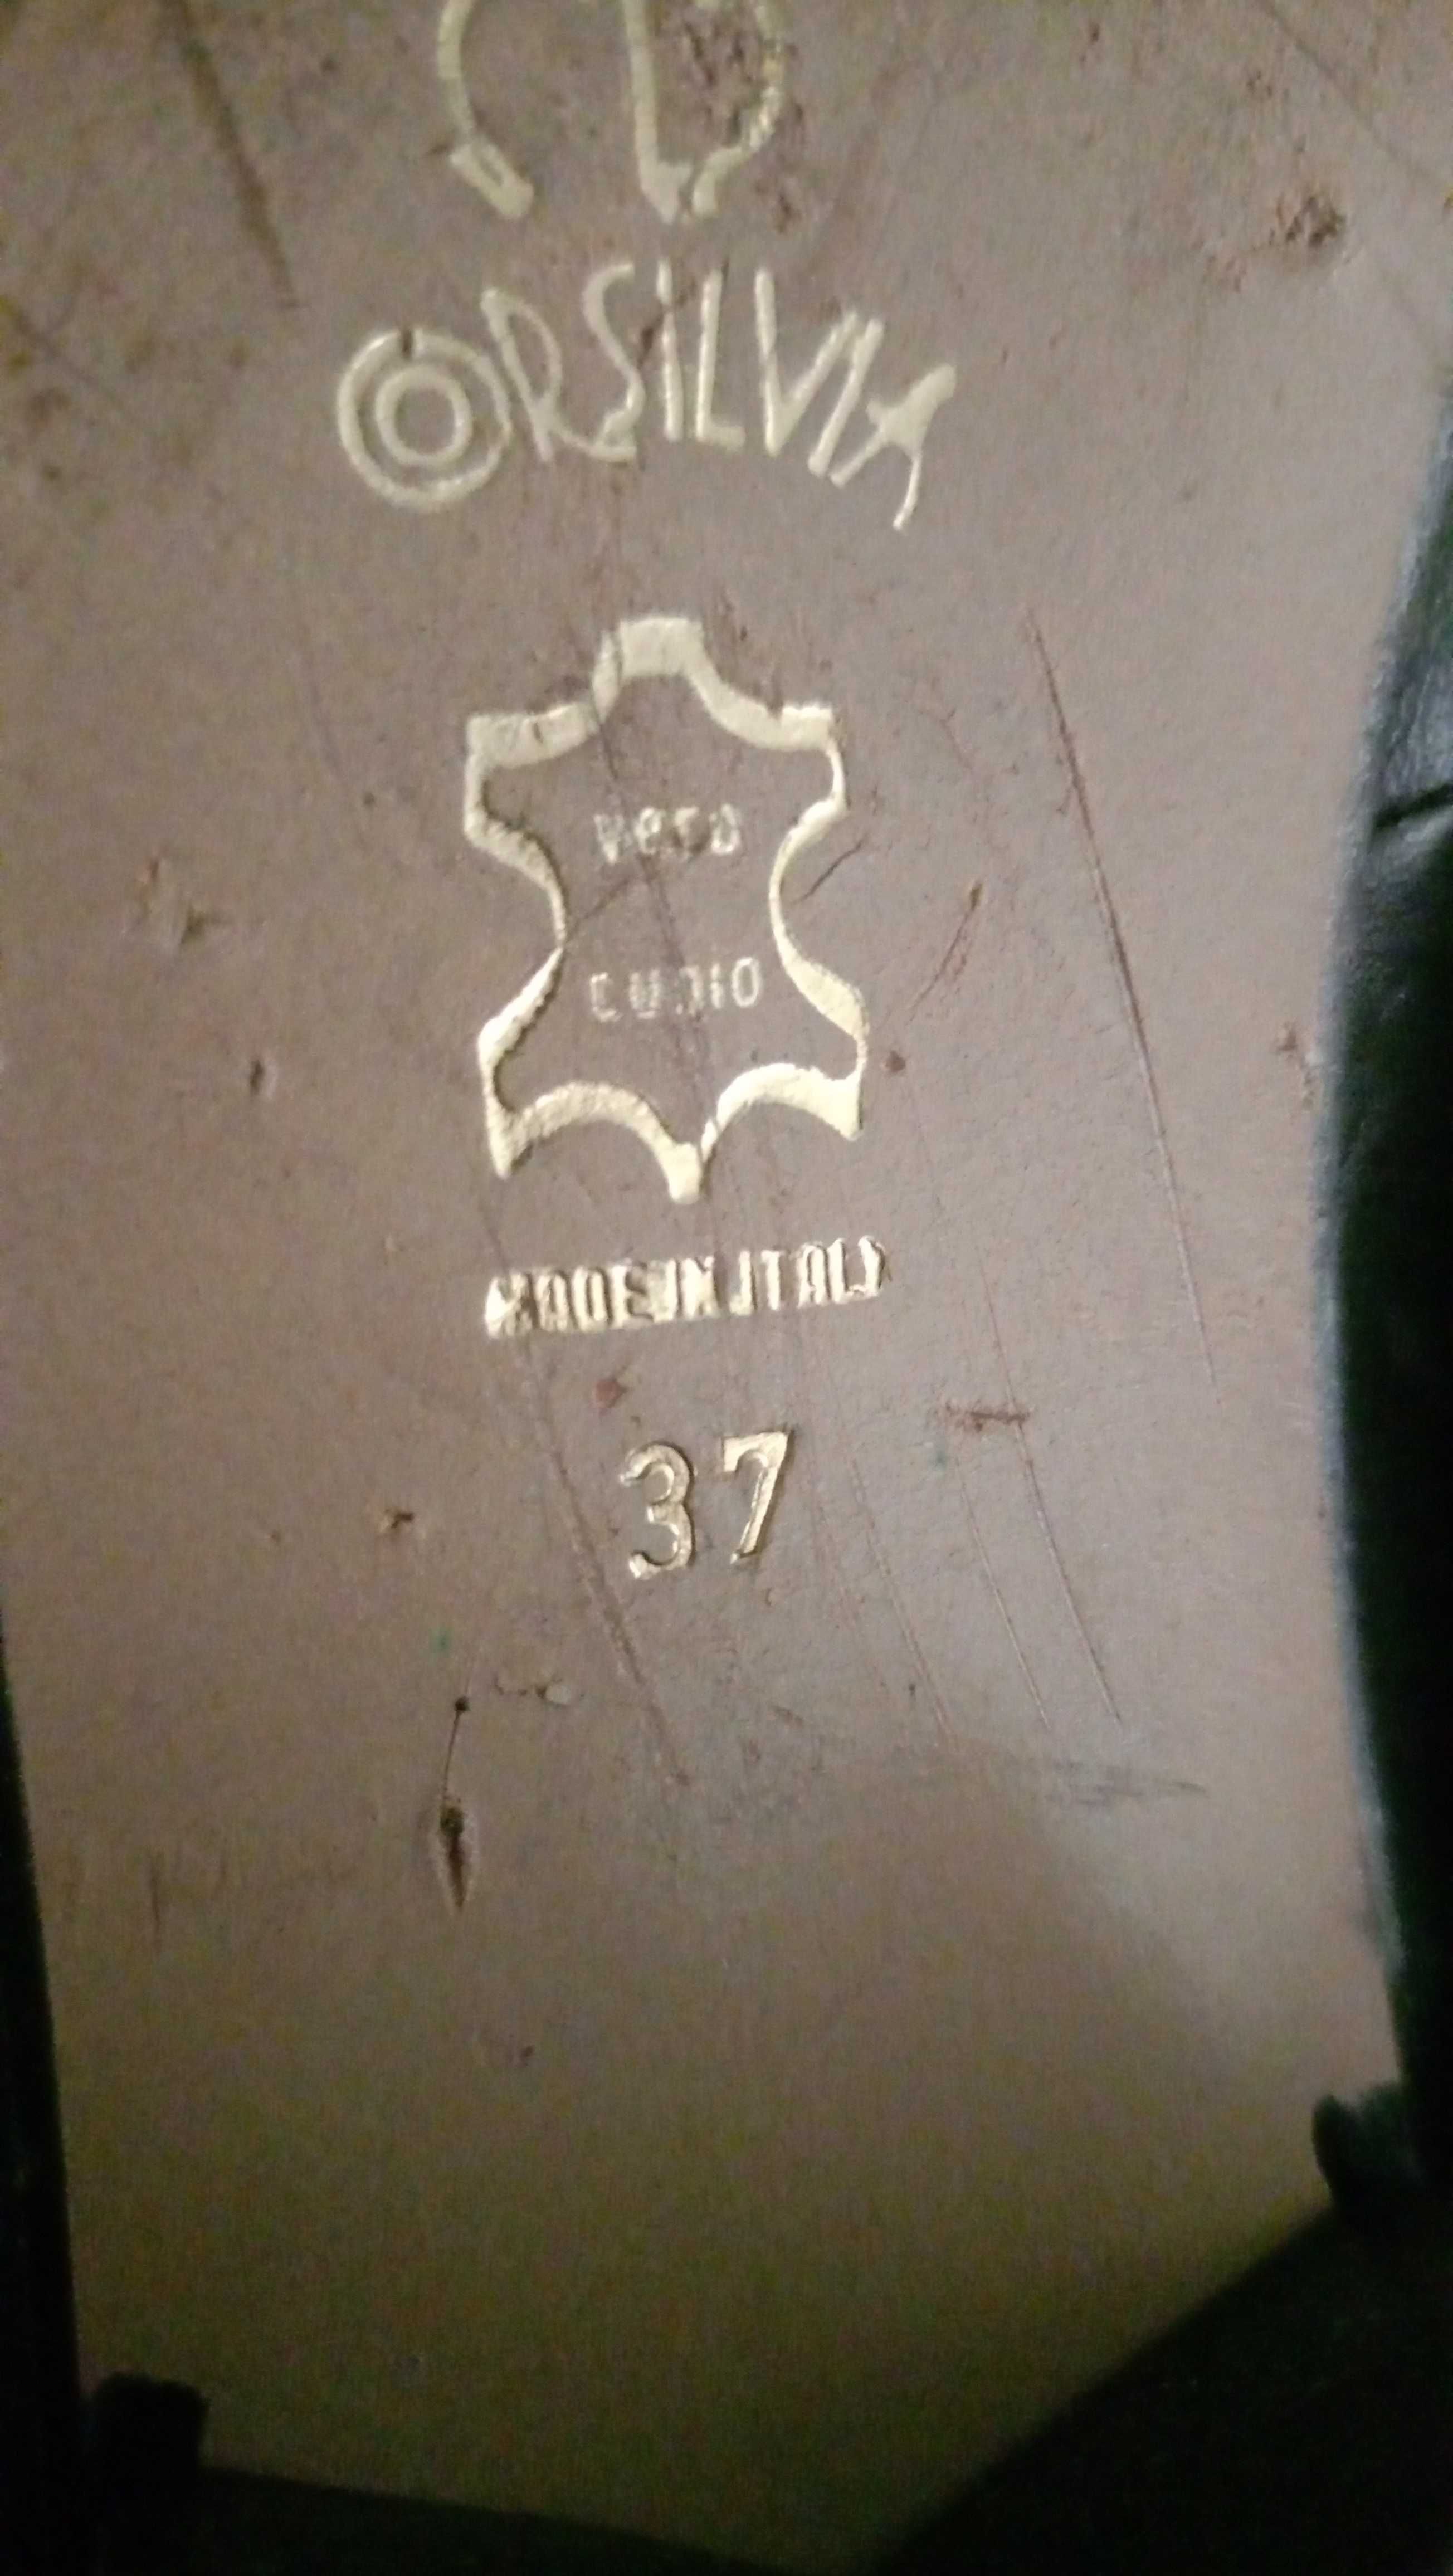 ORSILVIA
VERO
CUOIO
MADE IN ITALY
37